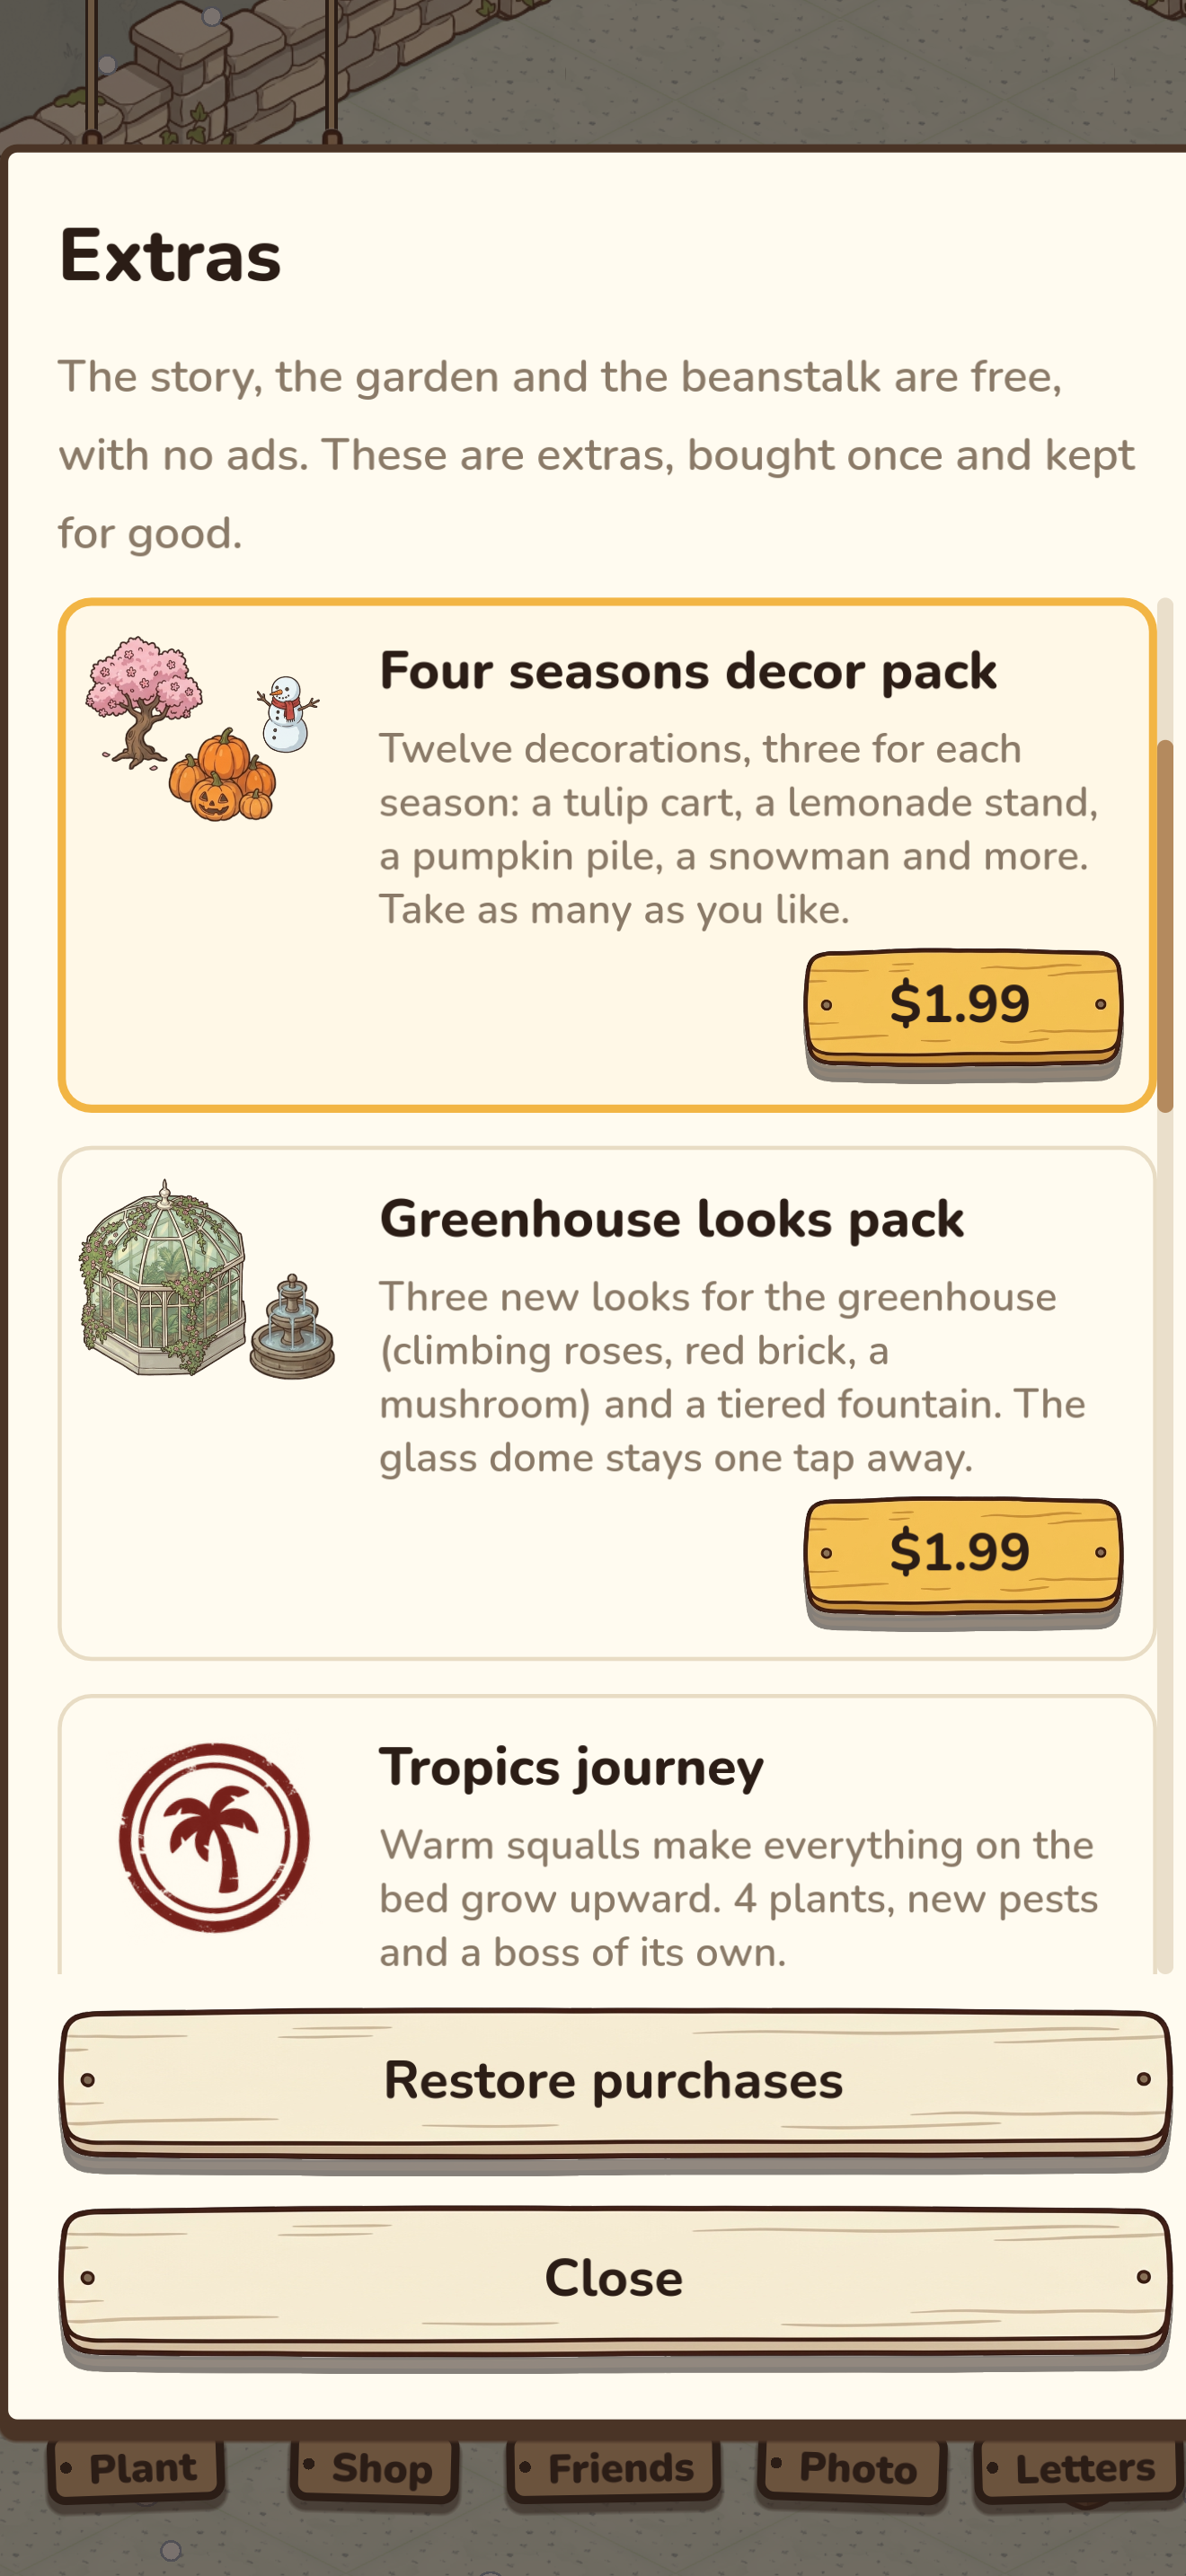 Extras
The story, the garden and the beanstalk are free,
with no ads. These are extras, bought once and kept
for good.
Four seasons decor pack
Twelve decorations, three for each
season: a tulip cart, a lemonade stand,
a pumpkin pile, a snowman and more.
Take as many as you like.
$1.99
Greenhouse looks pack
Three new looks for the greenhouse
(climbing roses, red brick, a
mushroom) and a tiered fountain. The
glass dome stays one tap away.
$1.99
Tropics journey
Warm squalls make everything on the
bed grow upward. 4 plants, new pests
and a boss of its own.
Restore purchases
Close
Plant
Shop
Friends
Photo
Letters